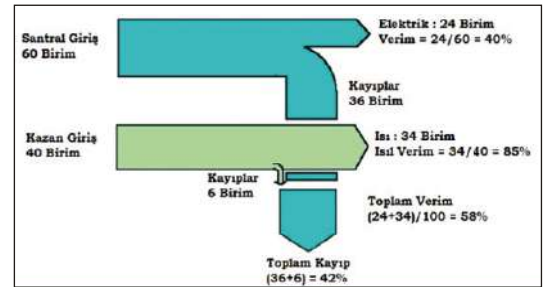 Santral Giriş
60 Birim
Elektrik : 24 Birim
Verim = 24/60 = 40%
Kayıplar
36 Birim
Kazan Giriş
40 Birim
Isı : 34 Birim
Isıl Verim = 34/40 = 85%
Kayıplar
6 Birim
Toplam Verim
(24+34)/100 = 58%
Toplam Kayıp
(36+6) = 42%